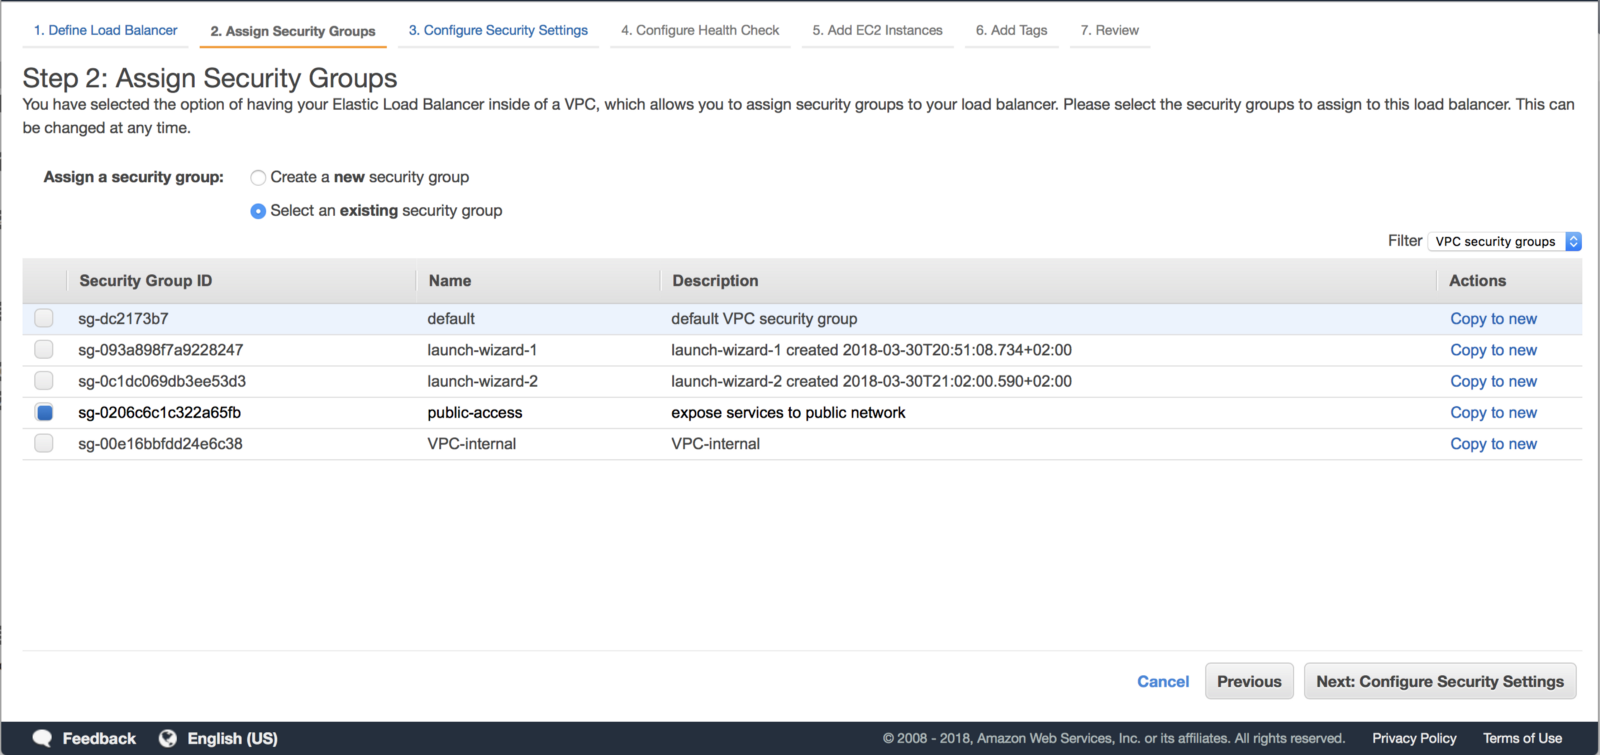 1. Define Load Balancer 2. Assign Security Groups 3. Configure Security Settings 4. Configure Health Check 5. Add EC2 Instances 6. Add Tags 7. Review
Step 2: Assign Security Groups
You have selected the option of having your Elastic Load Balancer inside of a VPC, which allows you to assign security groups to your load balancer. Please select the security groups to assign to this load balancer. This can
be changed at any time.
Assign a security group: Create a new security group
Select an existing security group
Filter VPC security groups
Security Group ID Name Description Actions
sg-dc2173b7 default default VPC security group Copy to new
sg-093a898f7a9228247 launch-wizard-1 launch-wizard-1 created 2018-03-30T20:51:08.734+02:00 Copy to new
sg-0c1dc069db3ee53d3 launch-wizard-2 launch-wizard-2 created 2018-03-30T21:02:00.590+02:00 Copy to new
sg-0206c6c1c322a65fb public-access expose services to public network Copy to new
sg-00e16bbfdd24e6c38 VPC-internal VPC-internal Copy to new
Cancel Previous Next: Configure Security Settings
Feedback English (US) © 2008 - 2018, Amazon Web Services, Inc. or its affiliates. All rights reserved. Privacy Policy Terms of Use